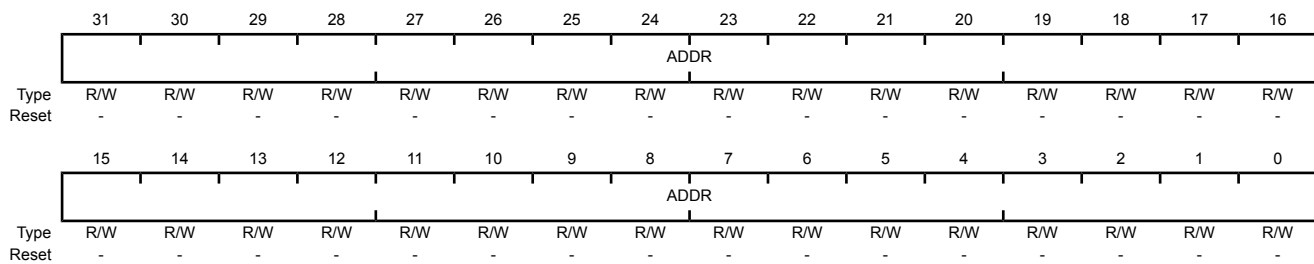 31 30 29 28 27 26 25 24 23 22 21 20 19 18 17 16
ADDR
Type R/W R/W R/W R/W R/W R/W R/W R/W R/W R/W R/W R/W R/W R/W R/W R/W
Reset - - - - - - - - - - - - - - - -
15 14 13 12 11 10 9 8 7 6 5 4 3 2 1 0
ADDR
Type R/W R/W R/W R/W R/W R/W R/W R/W R/W R/W R/W R/W R/W R/W R/W R/W
Reset - - - - - - - - - - - - - - - -